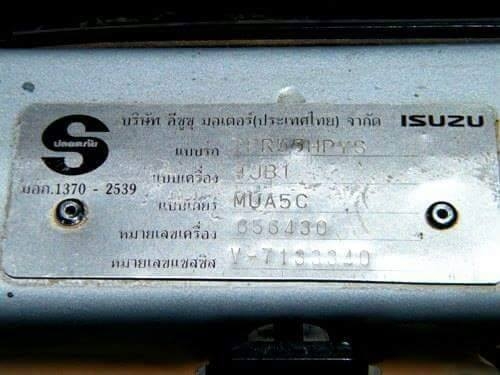 บริษัท อีซูซุ มอเตอร์(ประเทศไทย) จำกัด ISUZU
ปลอดภัย
มอก.1370 - 2539
แบบรถ
แบบเครื่อง 4JB1
แบบเกียร์ MUA5C
หมายเลขเครื่อง 656430
หมายเลขแชสซิส V-7133340